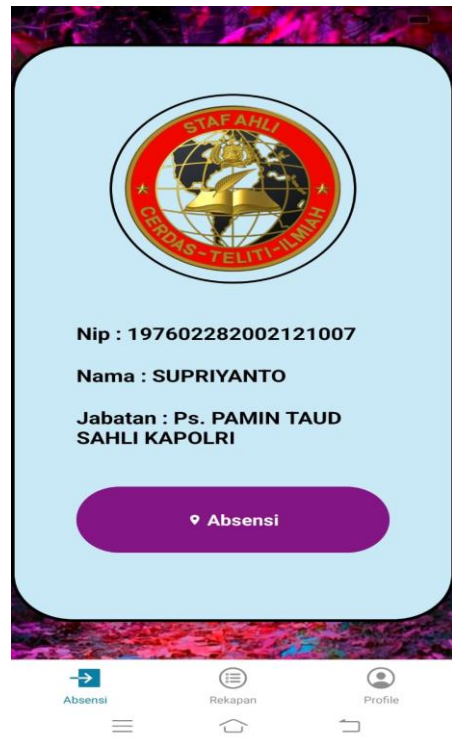 STAF AHLI
CERDAS-TELITI-ILMIAH
Nip : 197602282002121007
Nama : SUPRIYANTO
Jabatan : Ps. PAMIN TAUD
SAHLI KAPOLRI
Absensi
Absensi
Rekapan
Profile